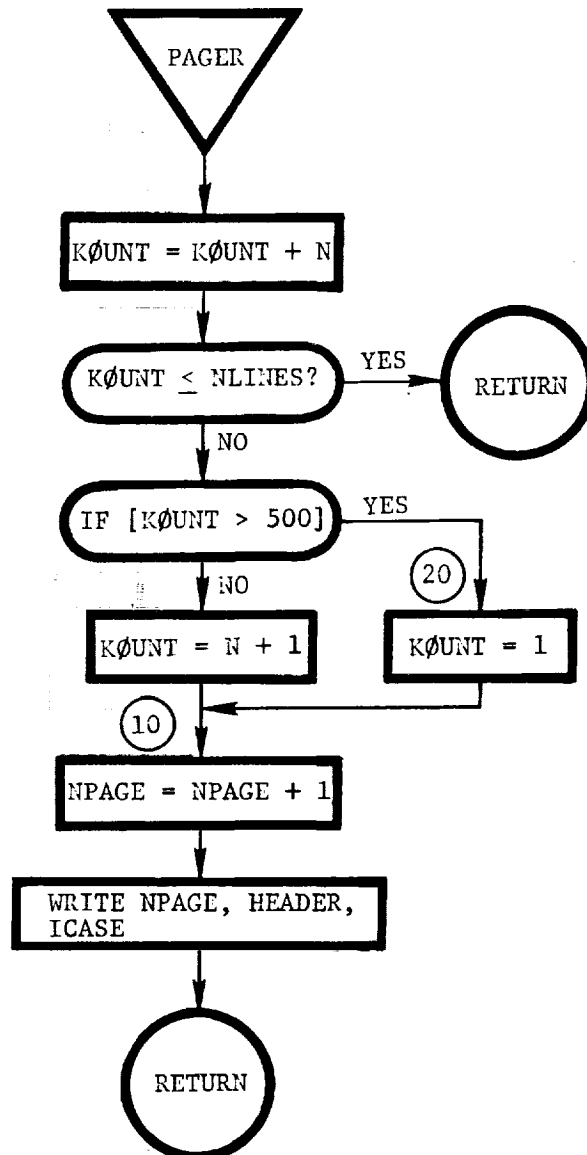 PAGER
KØUNT = KØUNT + N
KØUNT ≤ NLINES?
YES
RETURN
NO
IF [KØUNT > 500]
YES
20
NO
KØUNT = N + 1
KØUNT = 1
10
NPAGE = NPAGE + 1
WRITE NPAGE, HEADER,
ICASE
RETURN